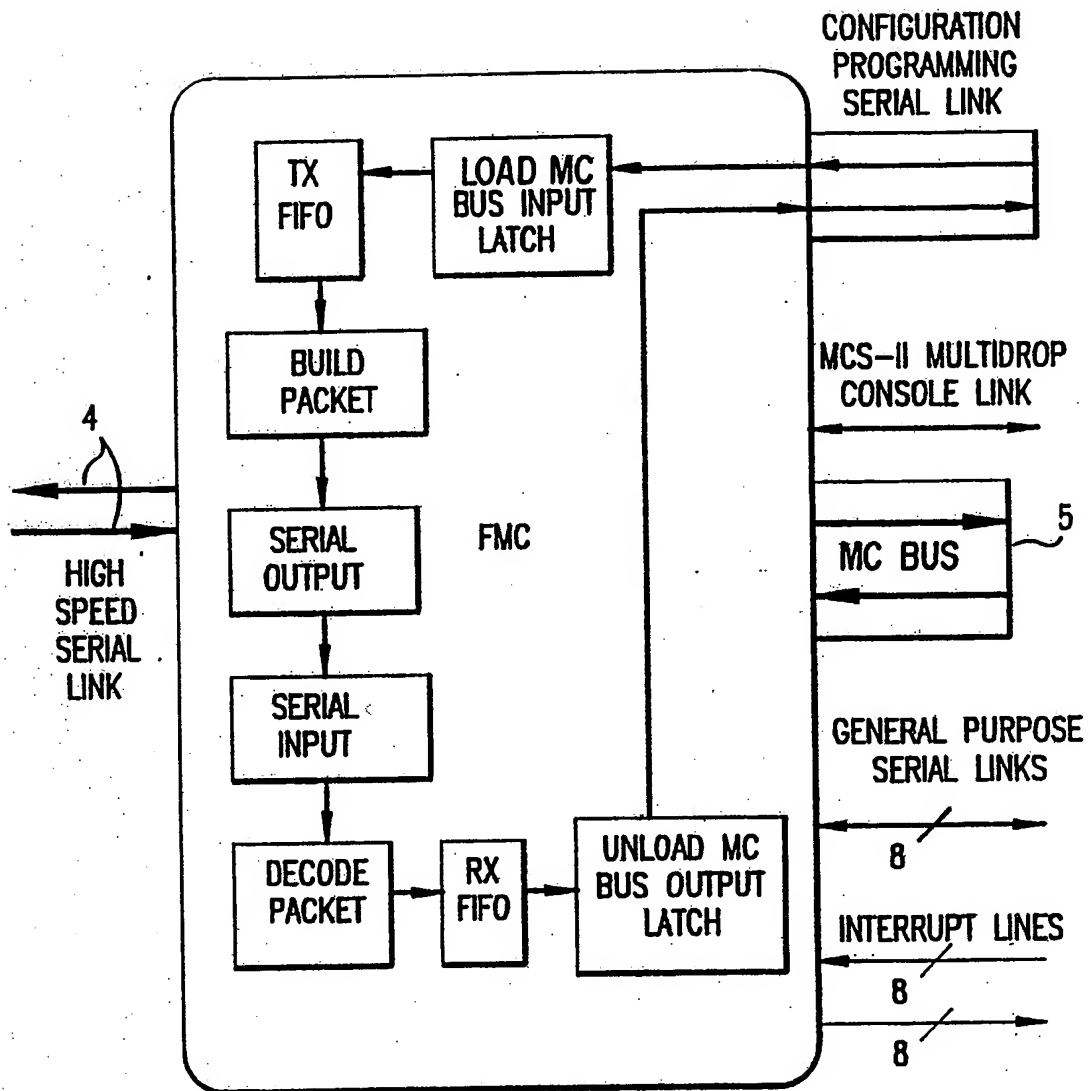 CONFIGURATION
PROGRAMMING
SERIAL LINK
TX
FIFO
LOAD MC
BUS INPUT
LATCH
BUILD
PACKET
MCS-II MULTIDROP
CONSOLE LINK
4
SERIAL
OUTPUT
FMC
MC BUS
5
HIGH
SPEED
SERIAL
LINK
SERIAL
INPUT
GENERAL PURPOSE
SERIAL LINKS
8
DECODE
PACKET
RX
FIFO
UNLOAD MC
BUS OUTPUT
LATCH
INTERRUPT LINES
8
8